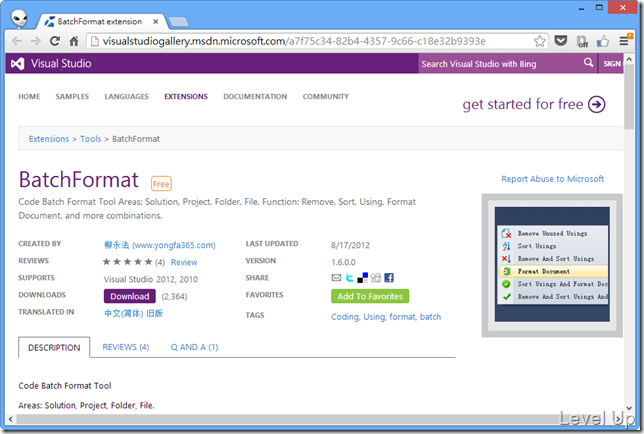 BatchFormat extension
visualstudiogallery.msdn.microsoft.com/a7f75c34-82b4-4357-9c66-c18e32b9393e
off
Visual Studio
Search Visual Studio with Bing
SIGN
HOME SAMPLES LANGUAGES EXTENSIONS DOCUMENTATION COMMUNITY
get started for free
Extensions > Tools > BatchFormat
BatchFormat Free
Report Abuse to Microsoft
Code Batch Format Tool Areas: Solution, Project, Folder, File. Function: Remove, Sort, Using, Format
Document, and more combinations.
CREATED BY 柳永法 (www.yongfa365.com)
REVIEWS (4) Review
SUPPORTS Visual Studio 2012, 2010
DOWNLOADS Download (2,364)
TRANSLATED IN 中文(简体) 旧版
LAST UPDATED 8/17/2012
VERSION 1.6.0.0
SHARE
FAVORITES Add To Favorites
TAGS Coding, Using, format, batch
Remove Unused Usings
Sort Usings
Remove And Sort Usings
Format Document
Sort Usings And Format Doc
Remove And Sort Usings And
DESCRIPTION REVIEWS (4) Q AND A (1)
Code Batch Format Tool
Areas: Solution, Project, Folder, File.
Level Up